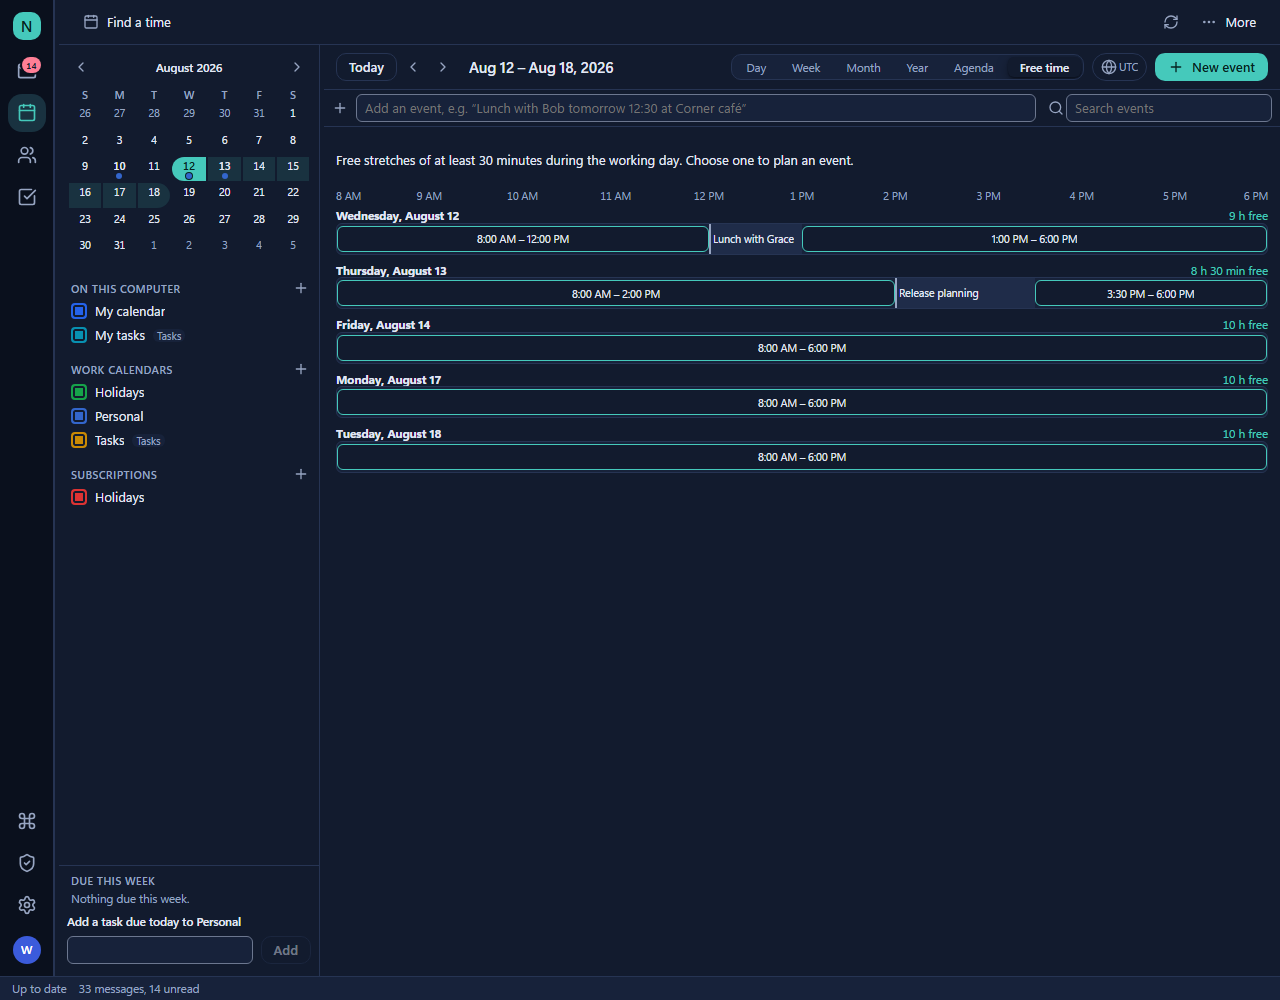 N
Find a time
More
14
August 2026
S M T W T F S
26 27 28 29 30 31 1
2 3 4 5 6 7 8
9 10 11 12 13 14 15
16 17 18 19 20 21 22
23 24 25 26 27 28 29
30 31 1 2 3 4 5
ON THIS COMPUTER
My calendar
My tasks Tasks
WORK CALENDARS
Holidays
Personal
Tasks Tasks
SUBSCRIPTIONS
Holidays
DUE THIS WEEK
Nothing due this week.
Add a task due today to Personal
Add
W
Today
Aug 12 – Aug 18, 2026
Day Week Month Year Agenda Free time
UTC
New event
Add an event, e.g. “Lunch with Bob tomorrow 12:30 at Corner café”
Search events
Free stretches of at least 30 minutes during the working day. Choose one to plan an event.
8 AM 9 AM 10 AM 11 AM 12 PM 1 PM 2 PM 3 PM 4 PM 5 PM 6 PM
Wednesday, August 12 9 h free
8:00 AM – 12:00 PM Lunch with Grace 1:00 PM – 6:00 PM
Thursday, August 13 8 h 30 min free
8:00 AM – 2:00 PM Release planning 3:30 PM – 6:00 PM
Friday, August 14 10 h free
8:00 AM – 6:00 PM
Monday, August 17 10 h free
8:00 AM – 6:00 PM
Tuesday, August 18 10 h free
8:00 AM – 6:00 PM
Up to date 33 messages, 14 unread